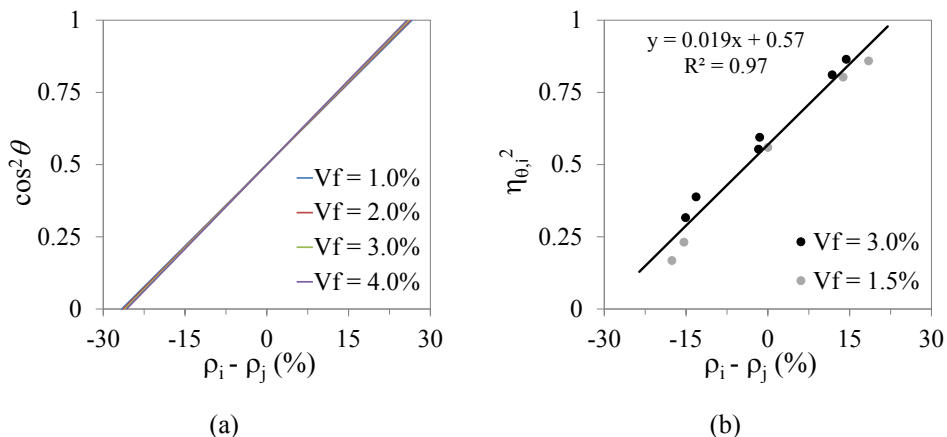 1
0.75
0.5
0.25
0
cos²θ
Vf = 1.0%
Vf = 2.0%
Vf = 3.0%
Vf = 4.0%
-30 -15 0 15 30
ρi - ρj (%)
(a)
y = 0.019x + 0.57
R² = 0.97
1
0.75
0.5
0.25
0
ηθ,i²
Vf = 3.0%
Vf = 1.5%
-30 -15 0 15 30
ρi - ρj (%)
(b)